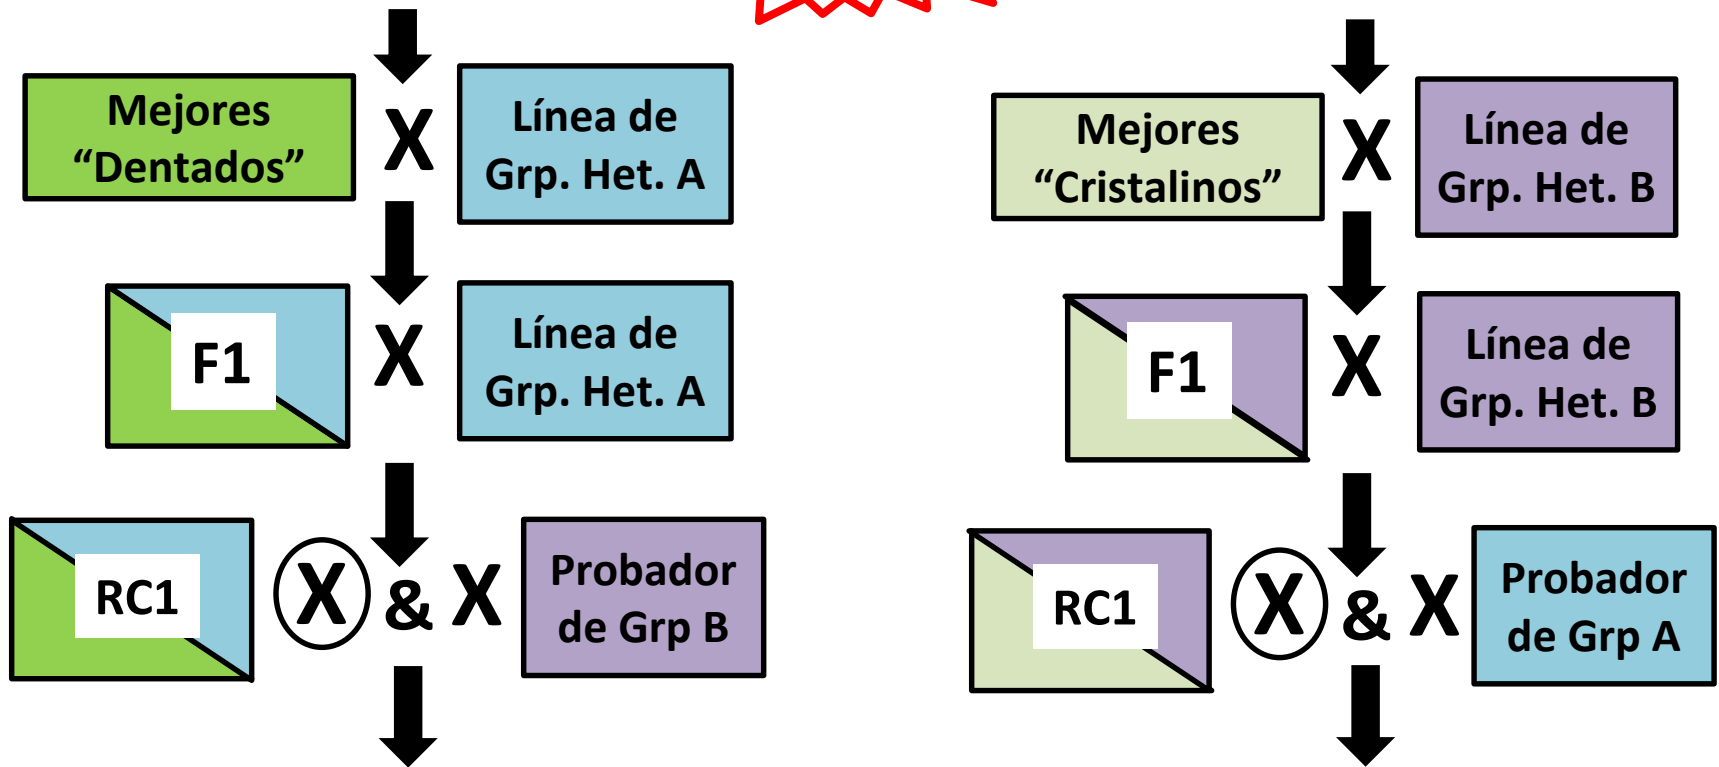 Mejores
“Dentados”
X
Línea de
Grp. Het. A
F1
X
Línea de
Grp. Het. A
RC1
X
&
X
Probador
de Grp B
Mejores
“Cristalinos”
X
Línea de
Grp. Het. B
F1
X
Línea de
Grp. Het. B
RC1
X
&
X
Probador
de Grp A